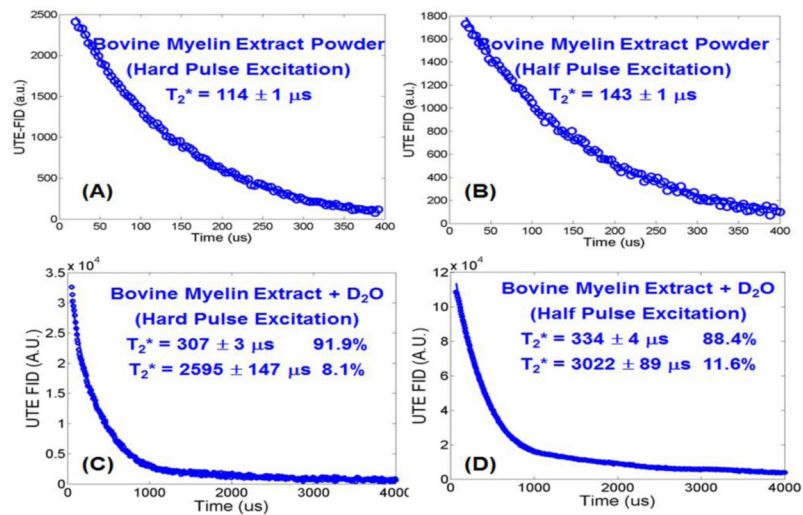 2500
2000
1500
1000
500
0
UTE-FID (a.u.)
Bovine Myelin Extract Powder
(Hard Pulse Excitation)
T2* = 114 ± 1 μs
(A)
0 50 100 150 200 250 300 350 400
Time (us)
1800
1600
1400
1200
1000
800
600
400
200
0
UTE FID (a.u.)
Bovine Myelin Extract Powder
(Half Pulse Excitation)
T2* = 143 ± 1 μs
(B)
0 50 100 150 200 250 300 350 400
Time (us)
x 10^4
3.5
3
2.5
2
1.5
1
0.5
0
UTE FID (A.U.)
Bovine Myelin Extract + D2O
(Hard Pulse Excitation)
T2* = 307 ± 3 μs 91.9%
T2* = 2595 ± 147 μs 8.1%
(C)
0 1000 2000 3000 4000
Time (us)
x 10^4
12
10
8
6
4
2
0
UTE FID (A.U.)
Bovine Myelin Extract + D2O
(Half Pulse Excitation)
T2* = 334 ± 4 μs 88.4%
T2* = 3022 ± 89 μs 11.6%
(D)
0 1000 2000 3000 4000
Time (us)